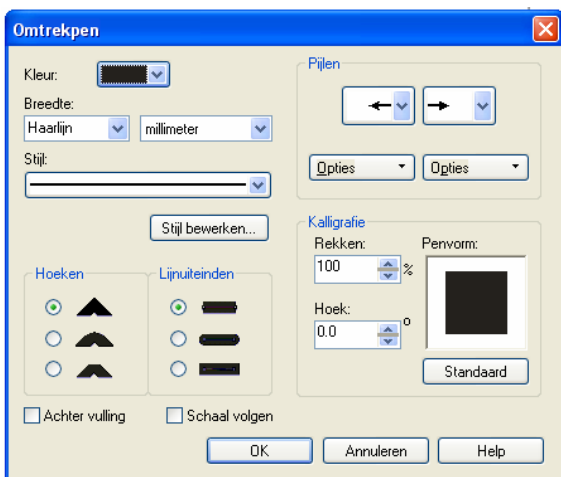 Omtrekpen
Kleur:
Breedte:
Haarlijn
millimeter
Stijl:
Stijl bewerken...
Hoeken
Lijnuiteinden
Achter vulling
Schaal volgen
Pijlen
Opties
Opties
Kalligrafie
Rekken:
100
%
Hoek:
0.0
o
Penvorm:
Standaard
OK
Annuleren
Help